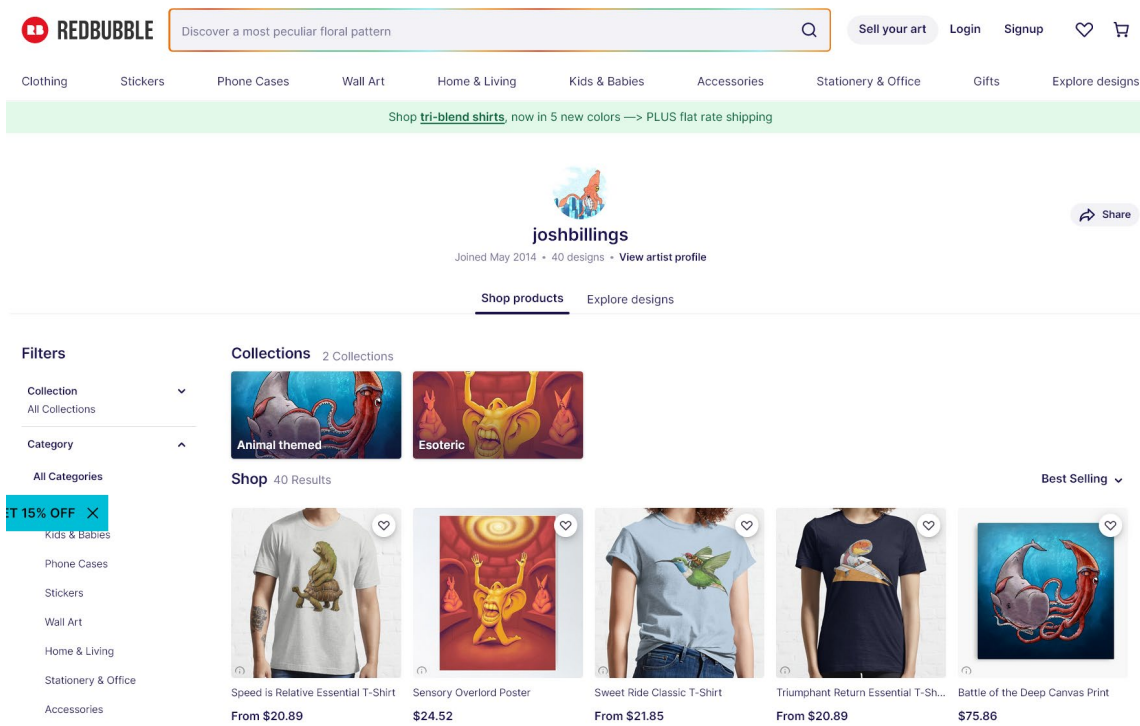 RB REDBUBBLE
Discover a most peculiar floral pattern
Sell your art
Login
Signup
Clothing
Stickers
Phone Cases
Wall Art
Home & Living
Kids & Babies
Accessories
Stationery & Office
Gifts
Explore designs
Shop tri-blend shirts, now in 5 new colors —> PLUS flat rate shipping
joshbillings
Joined May 2014 • 40 designs • View artist profile
Share
Shop products
Explore designs
Filters
Collection
All Collections
Category
All Categories
ET 15% OFF
Kids & Babies
Phone Cases
Stickers
Wall Art
Home & Living
Stationery & Office
Accessories
Collections 2 Collections
Animal themed
Esoteric
Shop 40 Results
Best Selling
Speed is Relative Essential T-Shirt
From $20.89
Sensory Overlord Poster
$24.52
Sweet Ride Classic T-Shirt
From $21.85
Triumphant Return Essential T-Sh...
From $20.89
Battle of the Deep Canvas Print
$75.86